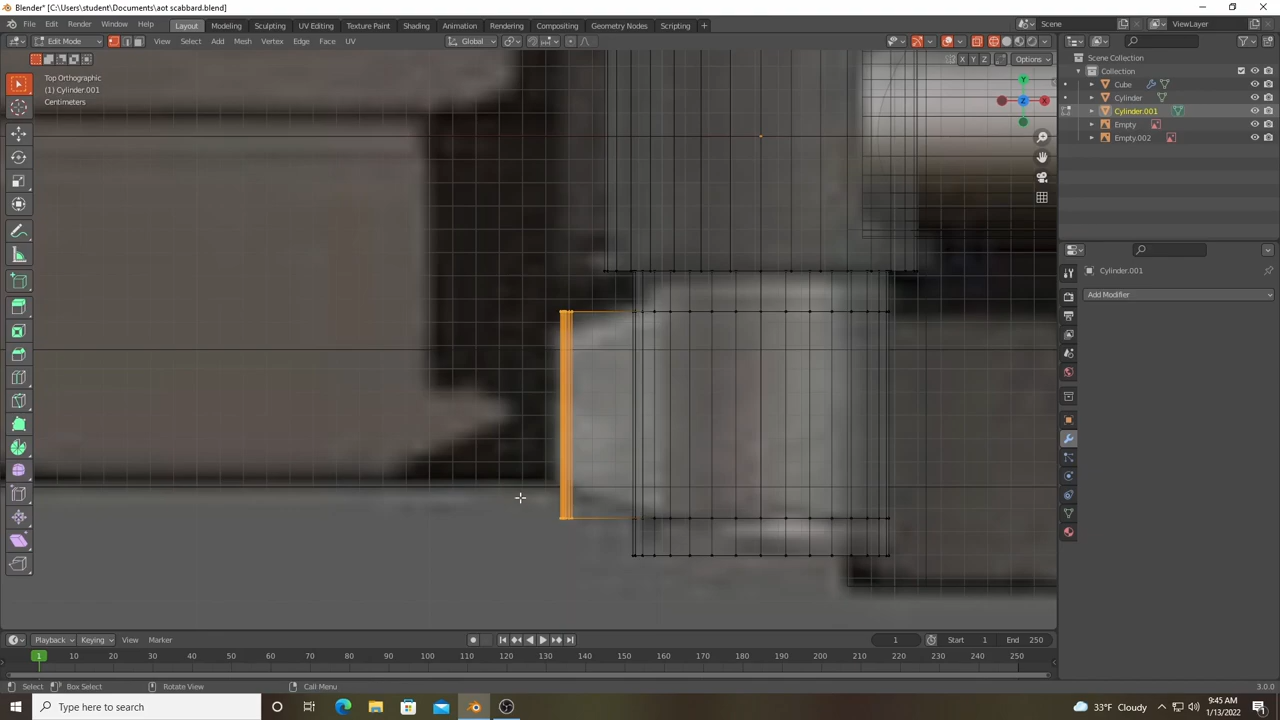 Blender* [C:\Users\student\Documents\aot scabbard.blend]
File Edit Render Window Help Layout Modeling Sculpting UV Editing Texture Paint Shading Animation Rendering Compositing Geometry Nodes Scripting + Scene ViewLayer
Edit Mode View Select Add Mesh Vertex Edge Face UV Global
X Y Z Options
Top Orthographic
(1) Cylinder.001
Centimeters
Y
Z X
Scene Collection
Collection
Cube
Cylinder
Cylinder.001
Empty
Empty.002
Cylinder.001
Add Modifier
Playback Keying View Marker 1 Start 1 End 250
1 10 20 30 40 50 60 70 80 90 100 110 120 130 140 150 160 170 180 190 200 210 220 230 240 250
Select Box Select Rotate View Call Menu 3.0.0
Type here to search 33°F Cloudy 9:45 AM
1/13/2022